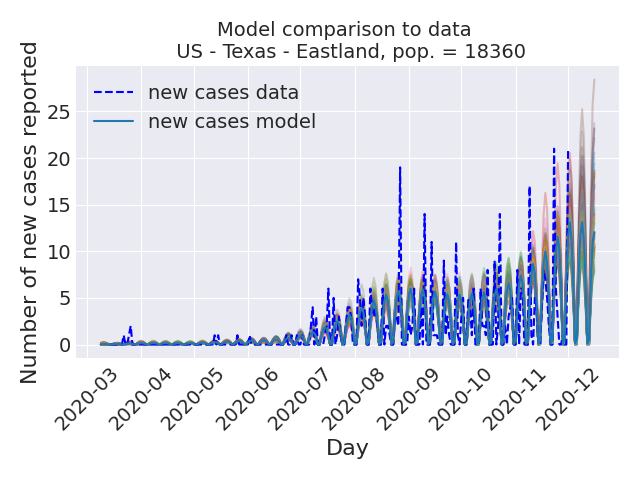 Model comparison to data
US - Texas - Eastland, pop. = 18360
Number of new cases reported
new cases data
new cases model
25
20
15
10
5
0
2020-03
2020-04
2020-05
2020-06
2020-07
2020-08
2020-09
2020-10
2020-11
2020-12
Day